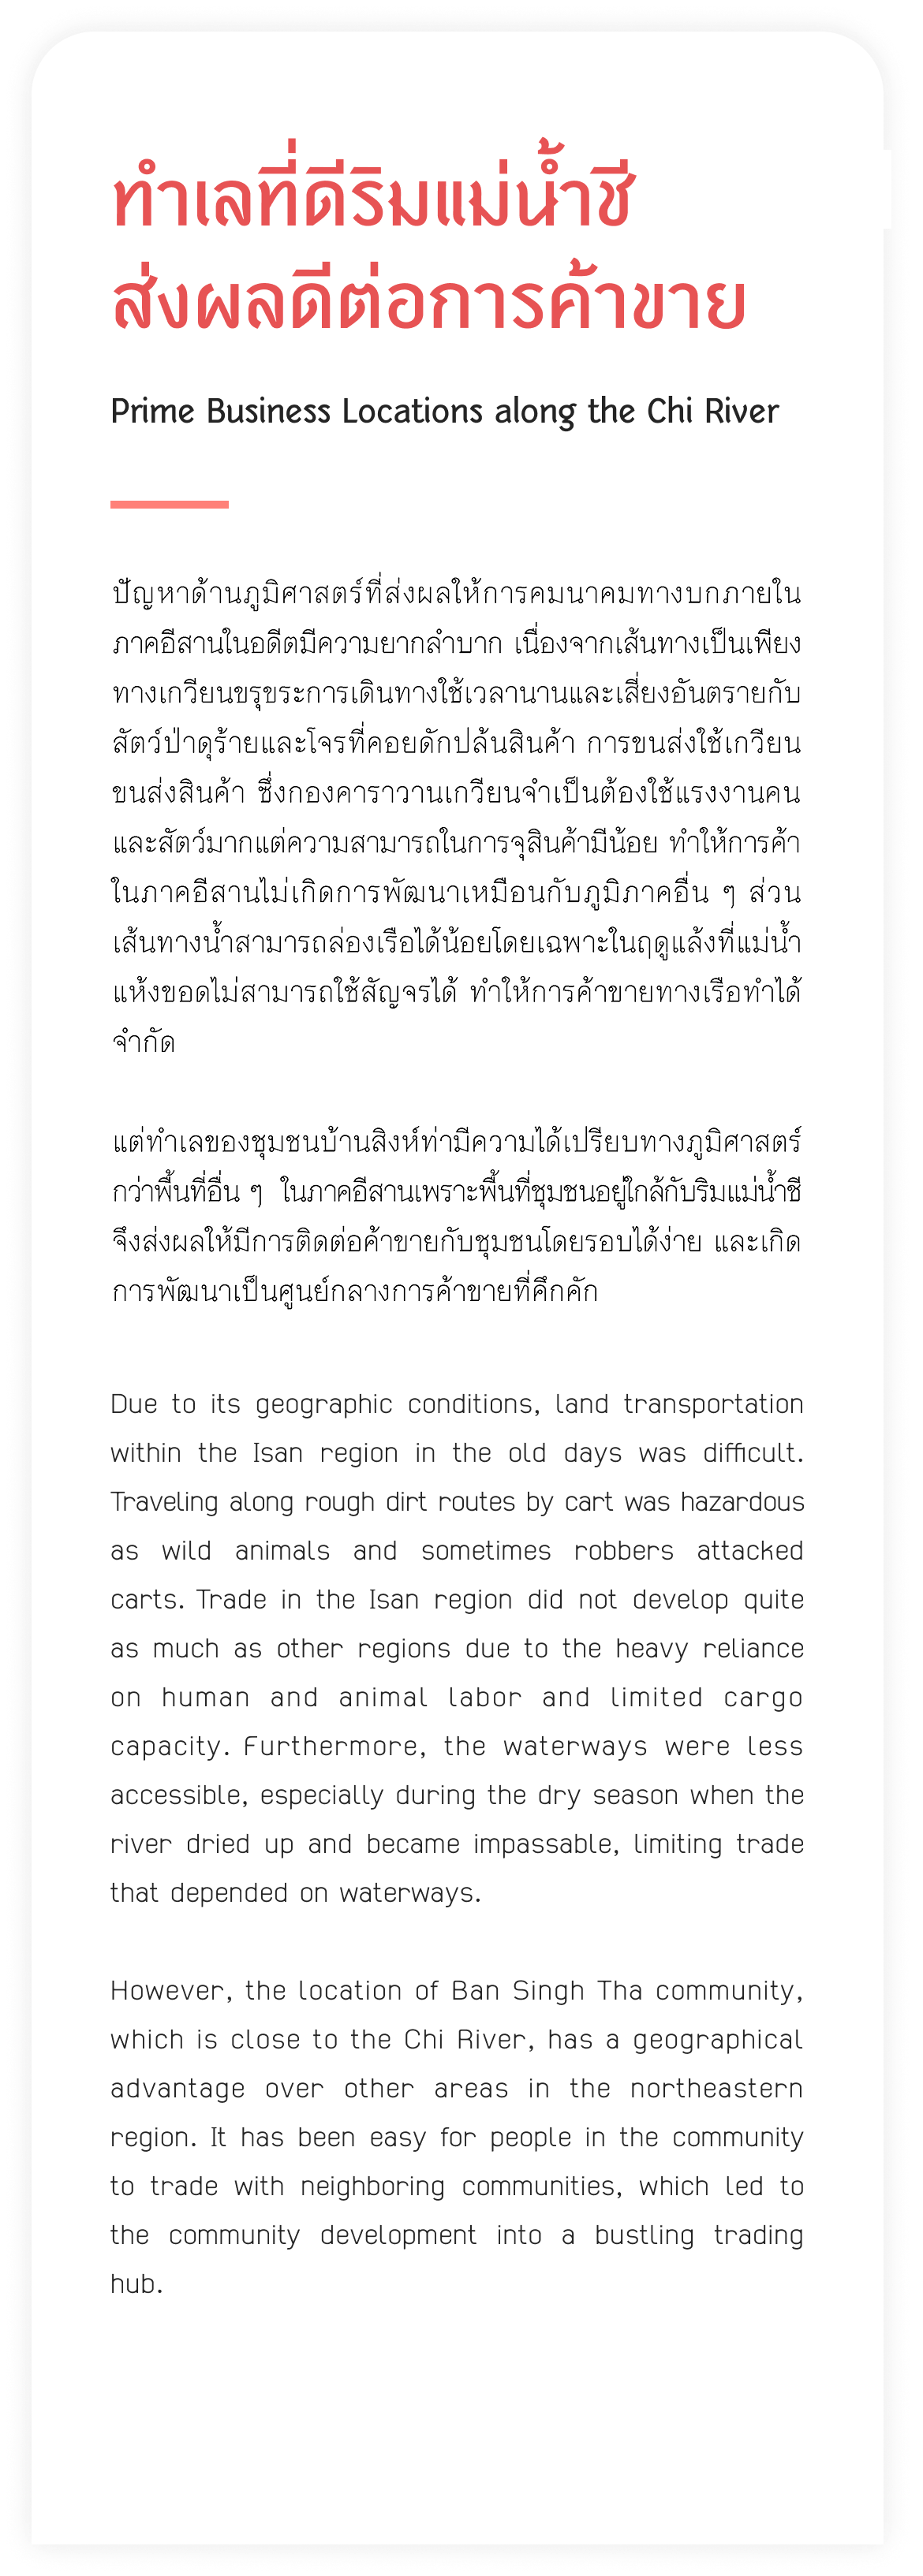 ทำเลที่ดีริมแม่น้ำชี
ส่งผลดีต่อการค้าขาย
Prime Business Locations along the Chi River
ปัญหาด้านภูมิศาสตร์ที่ส่งผลให้การคมนาคมทางบกภายใน
ภาคอีสานในอดีตมีความยากลำบาก เนื่องจากเส้นทางเป็นเพียง
ทางเกวียนขรุขระการเดินทางใช้เวลานานและเสี่ยงอันตรายกับ
สัตว์ป่าดุร้ายและโจรที่คอยดักปล้นสินค้า การขนส่งใช้เกวียน
ขนส่งสินค้า ซึ่งกองคาราวานเกวียนจำเป็นต้องใช้แรงงานคน
และสัตว์มากแต่ความสามารถในการจุสินค้ามีน้อย ทำให้การค้า
ในภาคอีสานไม่เกิดการพัฒนาเหมือนกับภูมิภาคอื่น ๆ ส่วน
เส้นทางน้ำสามารถล่องเรือได้น้อยโดยเฉพาะในฤดูแล้งที่แม่น้ำ
แห้งขอดไม่สามารถใช้สัญจรได้ ทำให้การค้าขายทางเรือทำได้
จำกัด
แต่ทำเลของชุมชนบ้านสิงห์ท่ามีความได้เปรียบทางภูมิศาสตร์
กว่าพื้นที่อื่น ๆ ในภาคอีสานเพราะพื้นที่ชุมชนอยู่ใกล้กับริมแม่น้ำชี
จึงส่งผลให้มีการติดต่อค้าขายกับชุมชนโดยรอบได้ง่าย และเกิด
การพัฒนาเป็นศูนย์กลางการค้าขายที่คึกคัก
Due to its geographic conditions, land transportation
within the Isan region in the old days was difficult.
Traveling along rough dirt routes by cart was hazardous
as wild animals and sometimes robbers attacked
carts. Trade in the Isan region did not develop quite
as much as other regions due to the heavy reliance
on human and animal labor and limited cargo
capacity. Furthermore, the waterways were less
accessible, especially during the dry season when the
river dried up and became impassable, limiting trade
that depended on waterways.
However, the location of Ban Singh Tha community,
which is close to the Chi River, has a geographical
advantage over other areas in the northeastern
region. It has been easy for people in the community
to trade with neighboring communities, which led to
the community development into a bustling trading
hub.